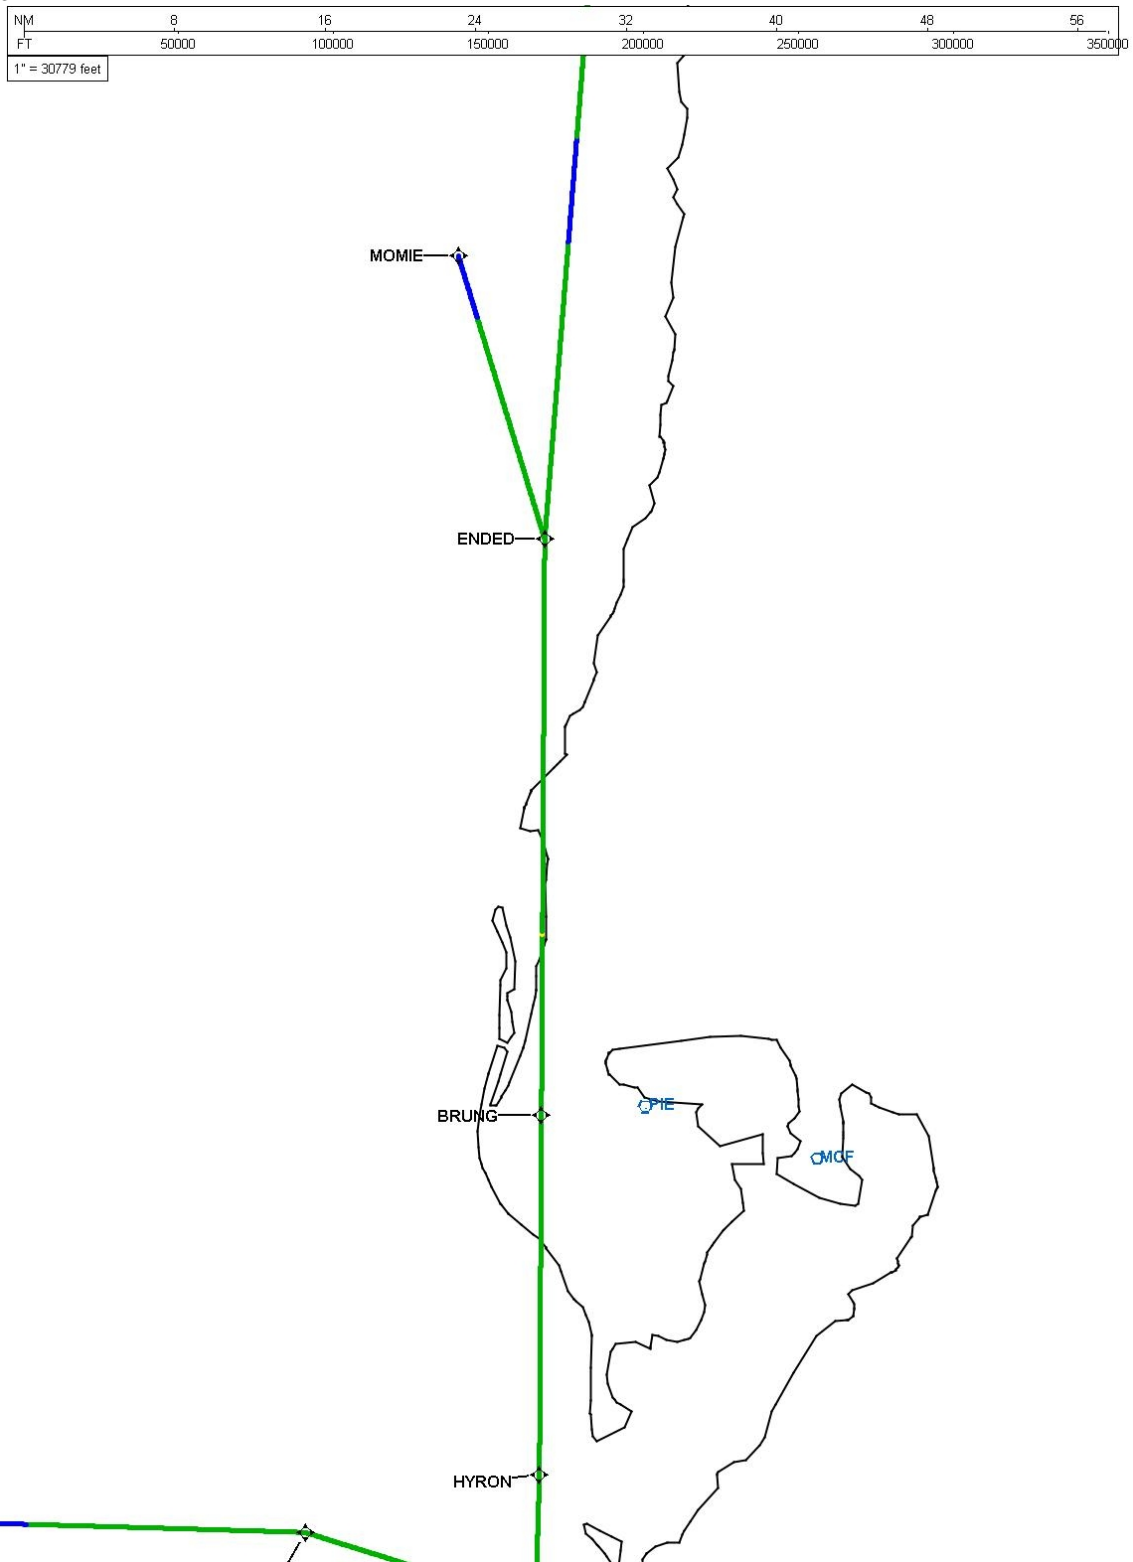 NM 8 16 24 32 40 48 56
FT 50000 100000 150000 200000 250000 300000 350000
1" = 30779 feet
MOMIE
ENDED
PIE
BRUNG
MCF
HYRON